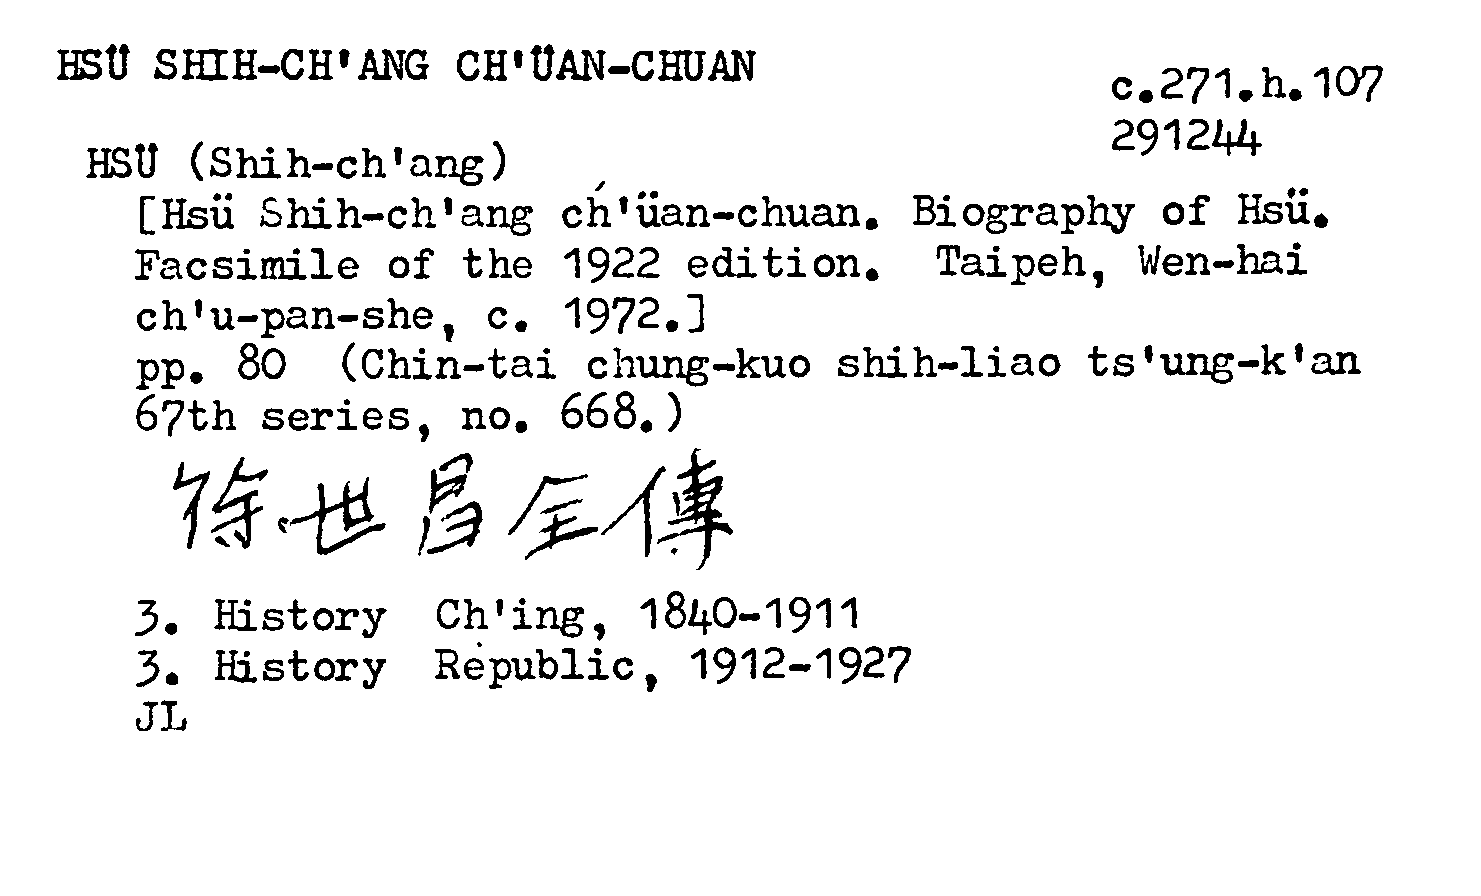 HSÜ SHIH-CH'ANG CH'ÜAN-CHUAN
c.271.h.107
291244
HSÜ (Shih-ch'ang)
[Hsü Shih-ch'ang ch'üan-chuan. Biography of Hsü.
Facsimile of the 1922 edition. Taipeh, Wen-hai
ch'u-pan-she, c. 1972.]
pp. 80 (Chin-tai chung-kuo shih-liao ts'ung-k'an
67th series, no. 668.)
徐世昌全傳
3. History Ch'ing, 1840-1911
3. History Republic, 1912-1927
JL